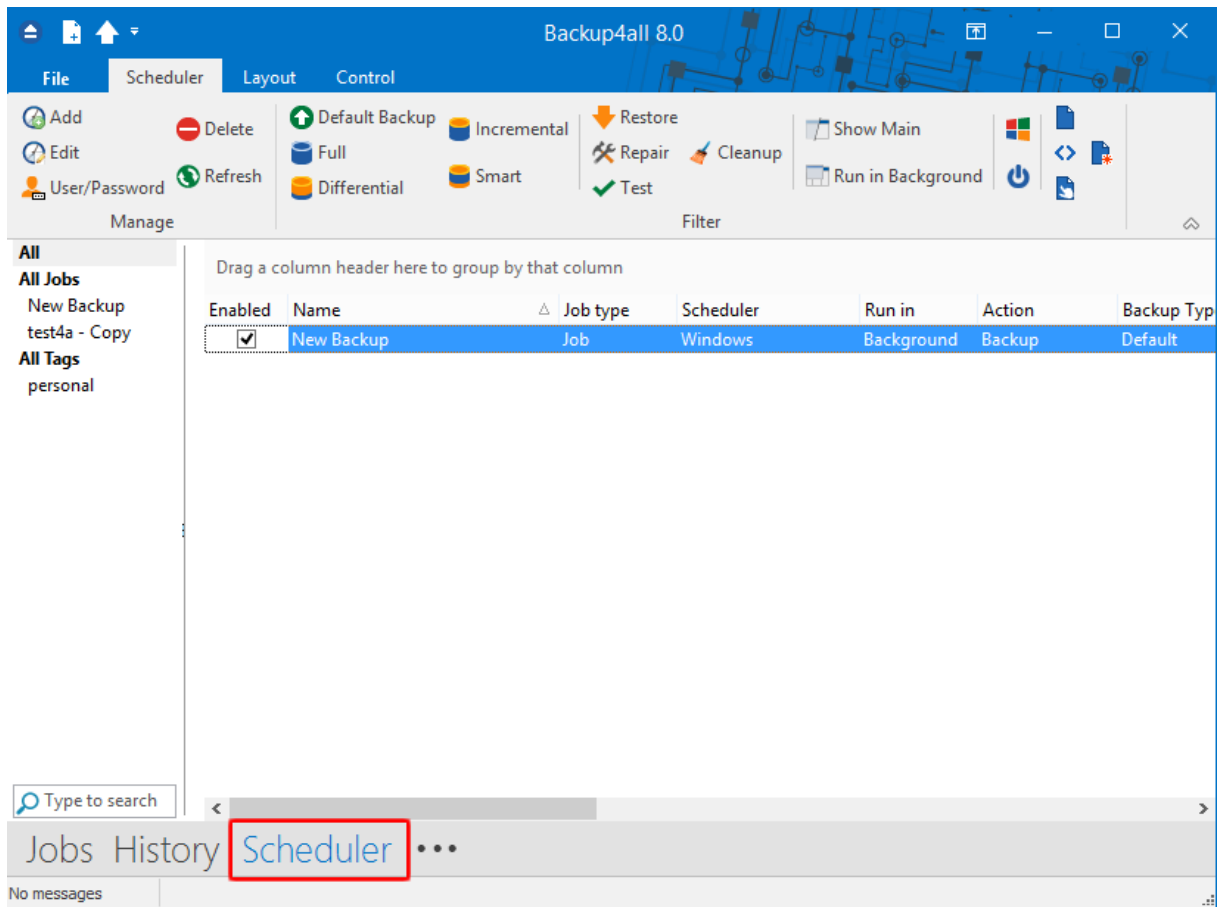 Backup4all 8.0
File Scheduler Layout Control
Add
Edit
User/Password
Delete
Refresh
Manage
Default Backup
Full
Differential
Incremental
Smart
Restore
Repair
Test
Cleanup
Show Main
Run in Background
Filter
All
All Jobs
New Backup
test4a - Copy
All Tags
personal
Type to search
Drag a column header here to group by that column
Enabled Name Job type Scheduler Run in Action Backup Typ
New Backup Job Windows Background Backup Default
Jobs History Scheduler •••
No messages